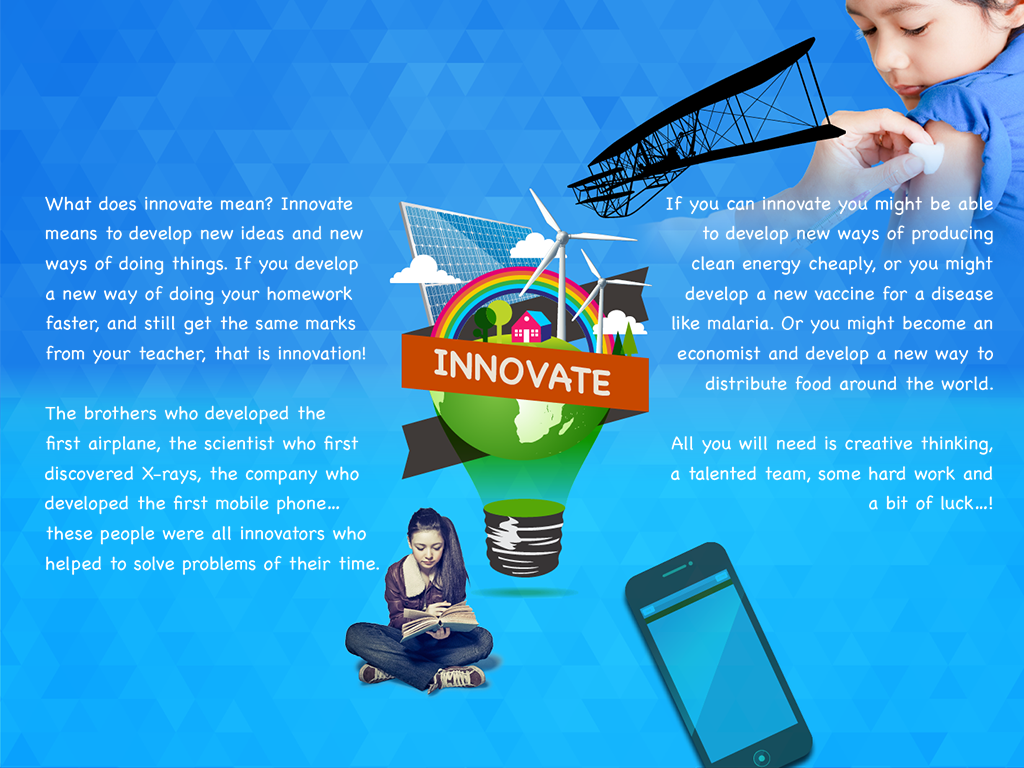 What does innovate mean? Innovate
means to develop new ideas and new
ways of doing things. If you develop
a new way of doing your homework
faster, and still get the same marks
from your teacher, that is innovation!
The brothers who developed the
first airplane, the scientist who first
discovered X-rays, the company who
developed the first mobile phone...
these people were all innovators who
helped to solve problems of their time.
INNOVATE
If you can innovate you might be able
to develop new ways of producing
clean energy cheaply, or you might
develop a new vaccine for a disease
like malaria. Or you might become an
economist and develop a new way to
distribute food around the world.
All you will need is creative thinking,
a talented team, some hard work and
a bit of luck...!